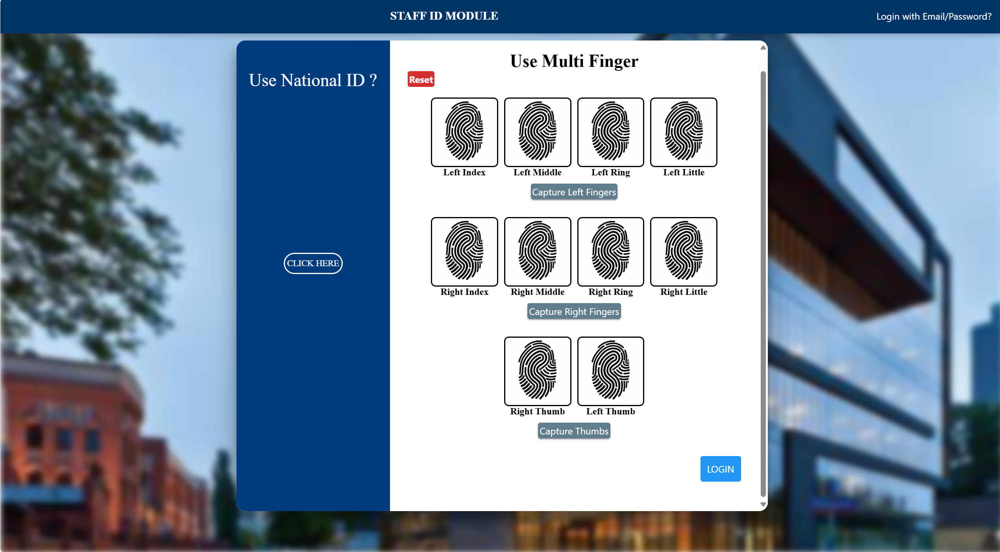 STAFF ID MODULE
Login with Email/Password?
Use National ID ?
CLICK HERE
Use Multi Finger
Reset
Left Index
Left Middle
Left Ring
Left Little
Capture Left Fingers
Right Index
Right Middle
Right Ring
Right Little
Capture Right Fingers
Right Thumb
Left Thumb
Capture Thumbs
LOGIN